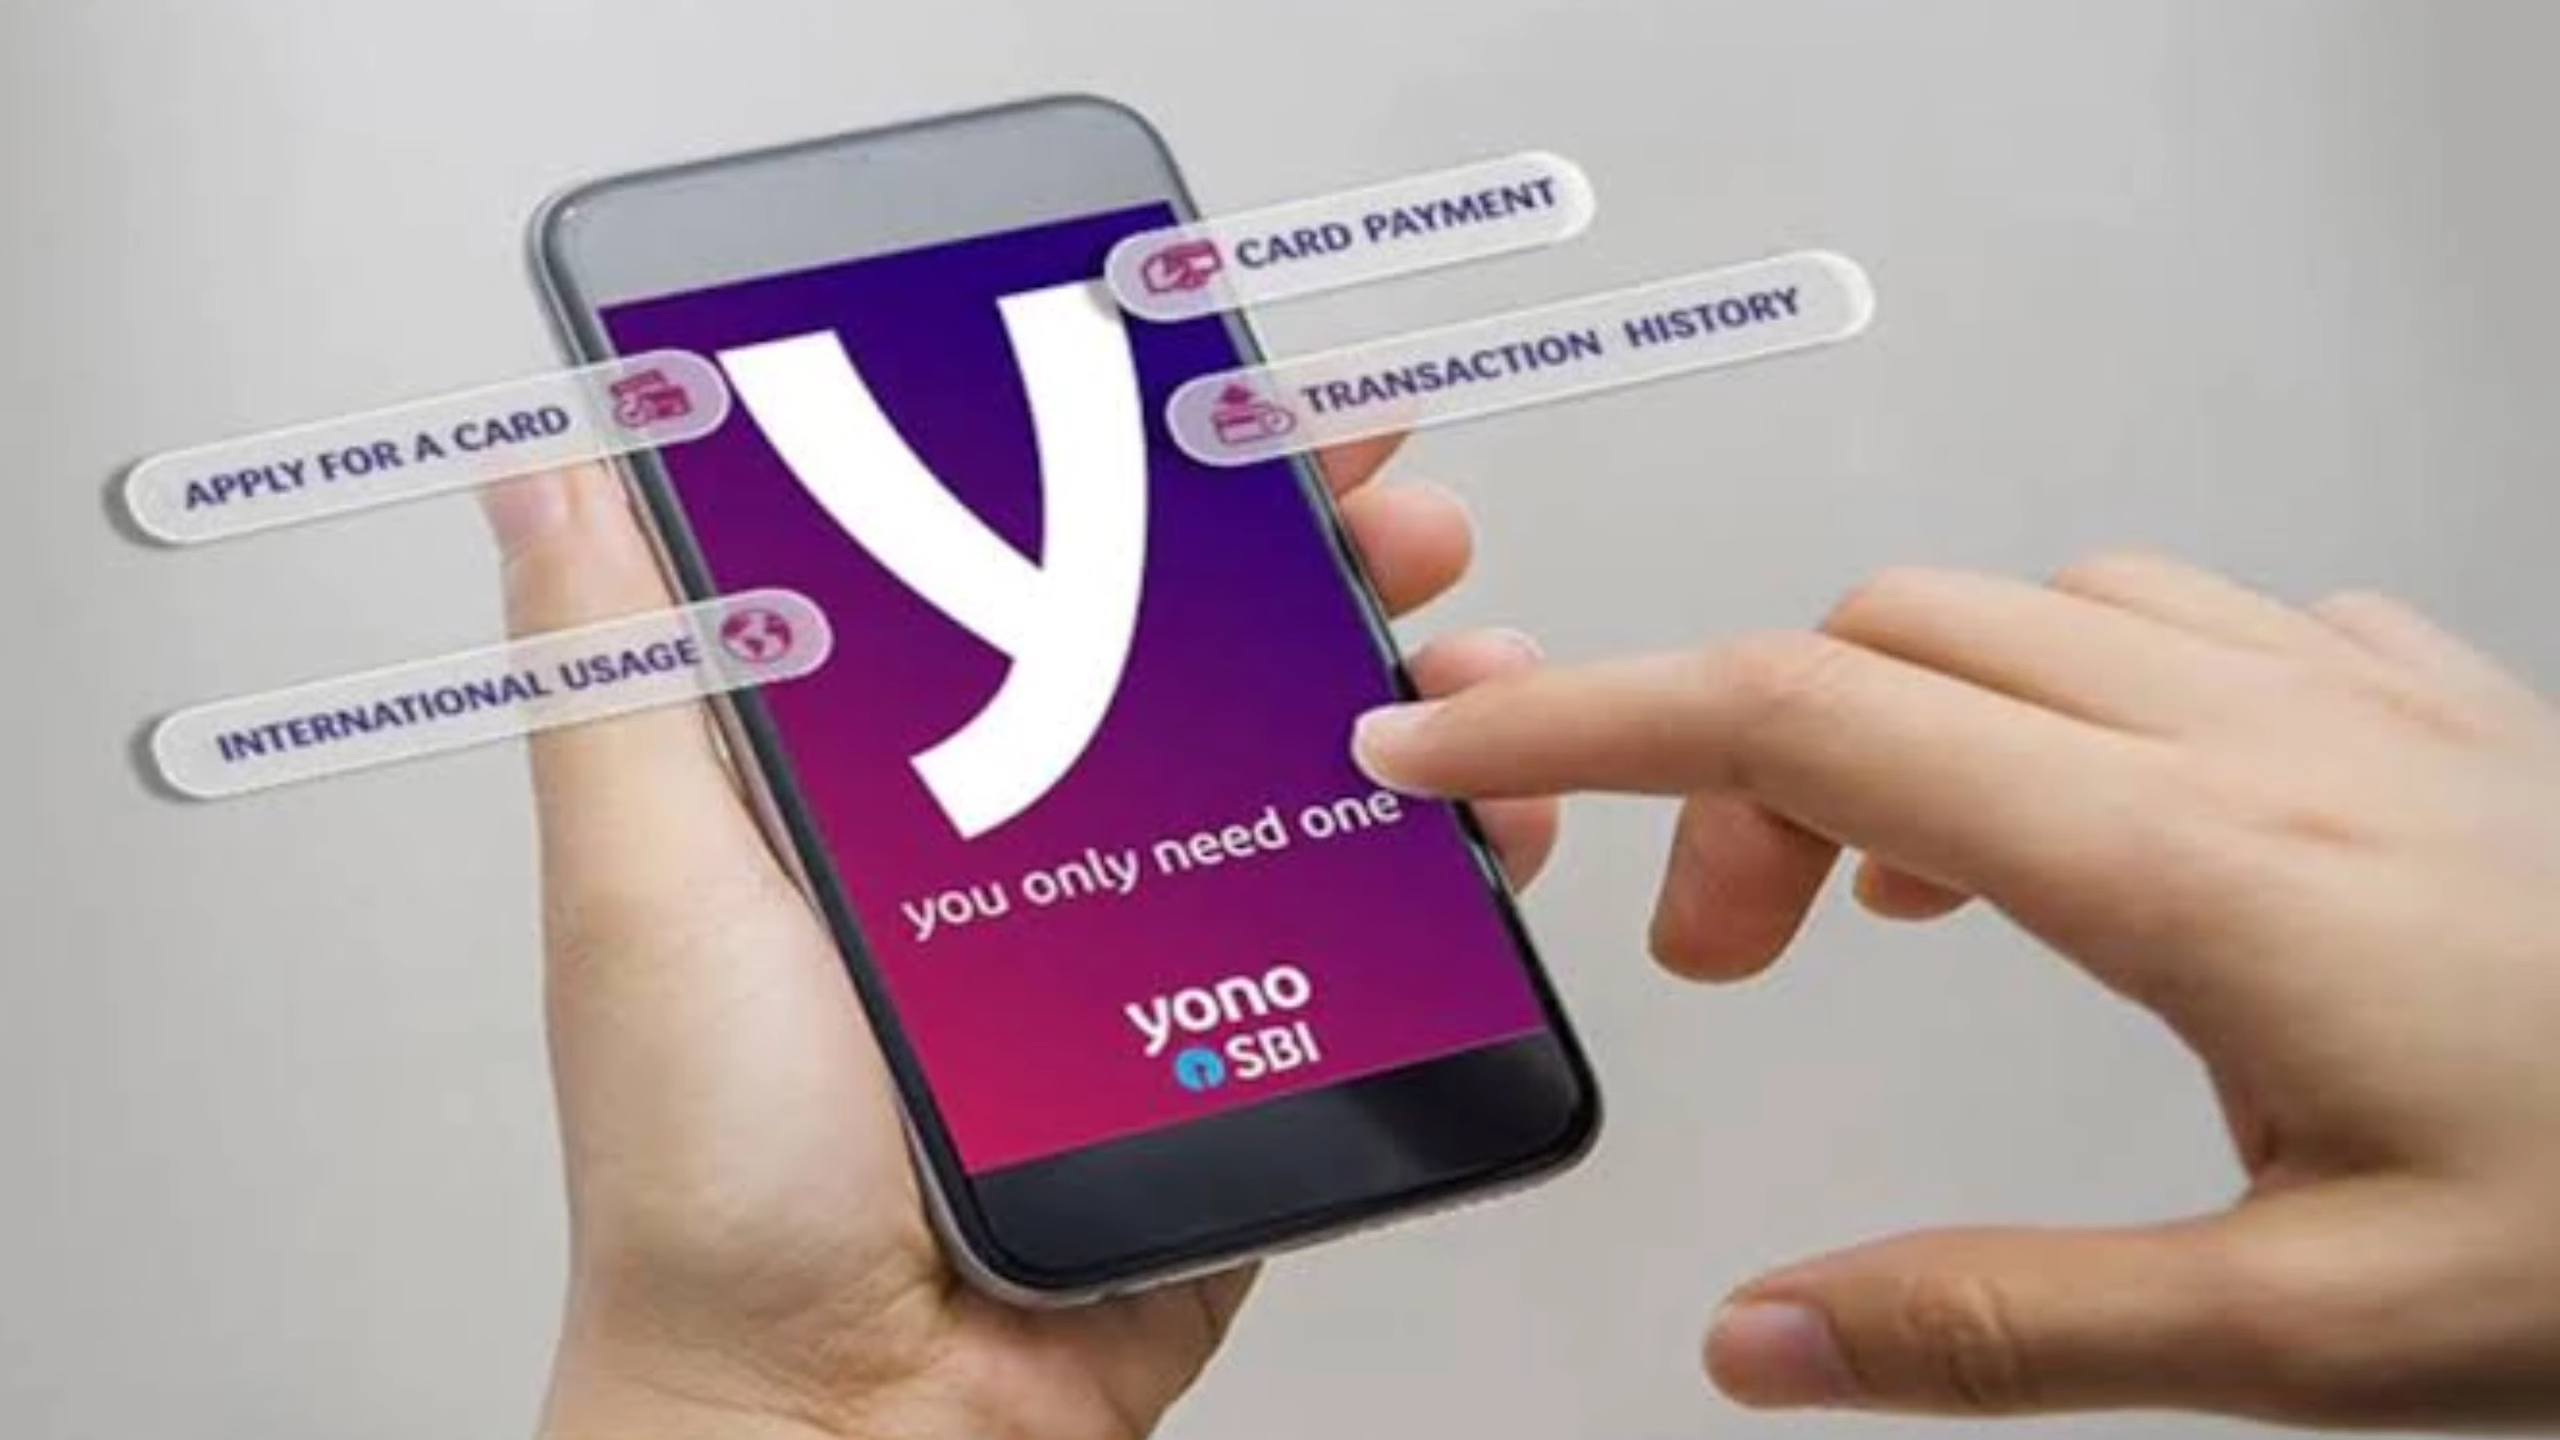 CARD PAYMENT
TRANSACTION HISTORY
APPLY FOR A CARD
INTERNATIONAL USAGE
y
you only need one
yono
SBI